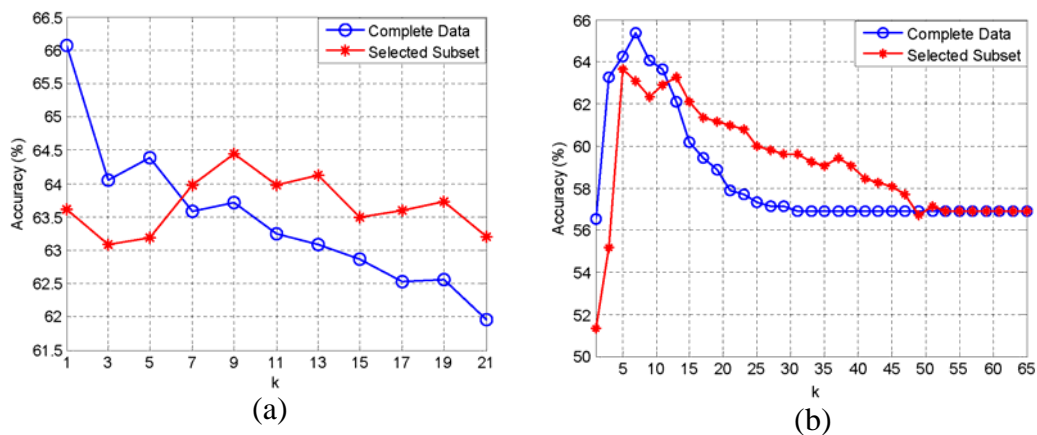 66.5
66
65.5
65
64.5
64
63.5
63
62.5
62
61.5
Accuracy (%)
1 3 5 7 9 11 13 15 17 19 21
k
Complete Data
Selected Subset
(a)
66
64
62
60
58
56
54
52
50
Accuracy (%)
5 10 15 20 25 30 35 40 45 50 55 60 65
k
Complete Data
Selected Subset
(b)